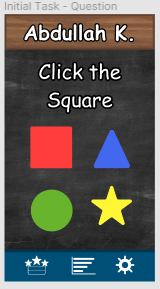 Initial Task - Question
Abdullah K.
Click the
Square